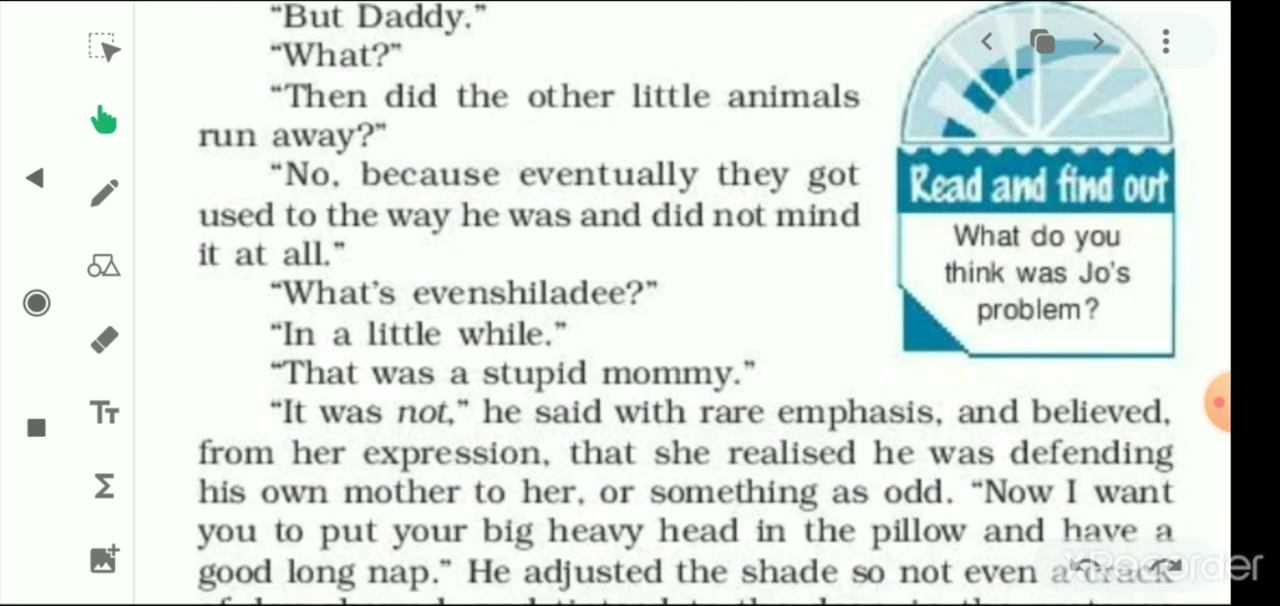 “But Daddy.”
“What?”
“Then did the other little animals
run away?”
“No, because eventually they got
used to the way he was and did not mind
it at all.”
“What’s evenshiladee?”
“In a little while.”
“That was a stupid mommy.”
“It was not,” he said with rare emphasis, and believed,
from her expression, that she realised he was defending
his own mother to her, or something as odd. “Now I want
you to put your big heavy head in the pillow and have a
good long nap.” He adjusted the shade so not even a crack
Read and find out
What do you
think was Jo’s
problem?
TT
Σ
XRecorder